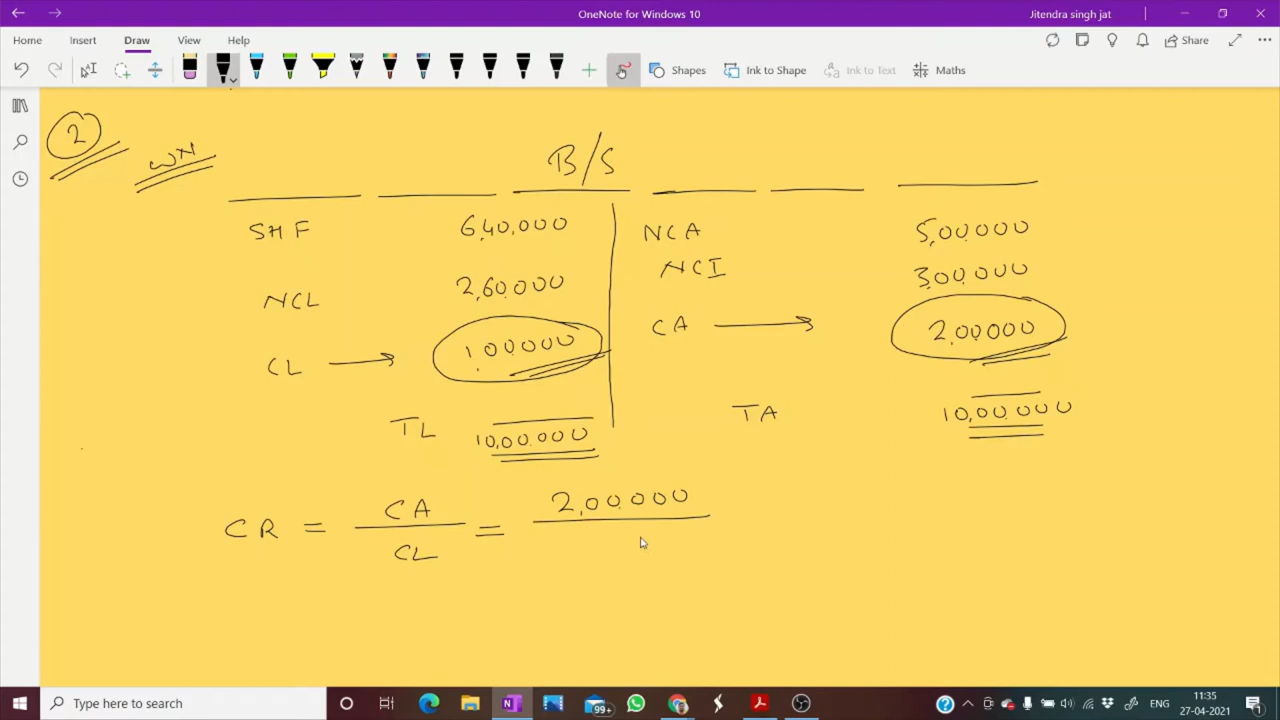 OneNote for Windows 10
Jitendra singh jat
Home Insert Draw View Help
Share
Shapes Ink to Shape Ink to Text Maths
2
WN
B/S
SHF 6,40,000 NCA 5,00,000
NCI 3,00,000
NCL 2,60,000
CA → 2,00,000
CL → 1,00,000
TL 10,00,000 TA 10,00,000
CR = CA/CL = 2,00,000
Type here to search
99+
ENG
11:35
27-04-2021
1